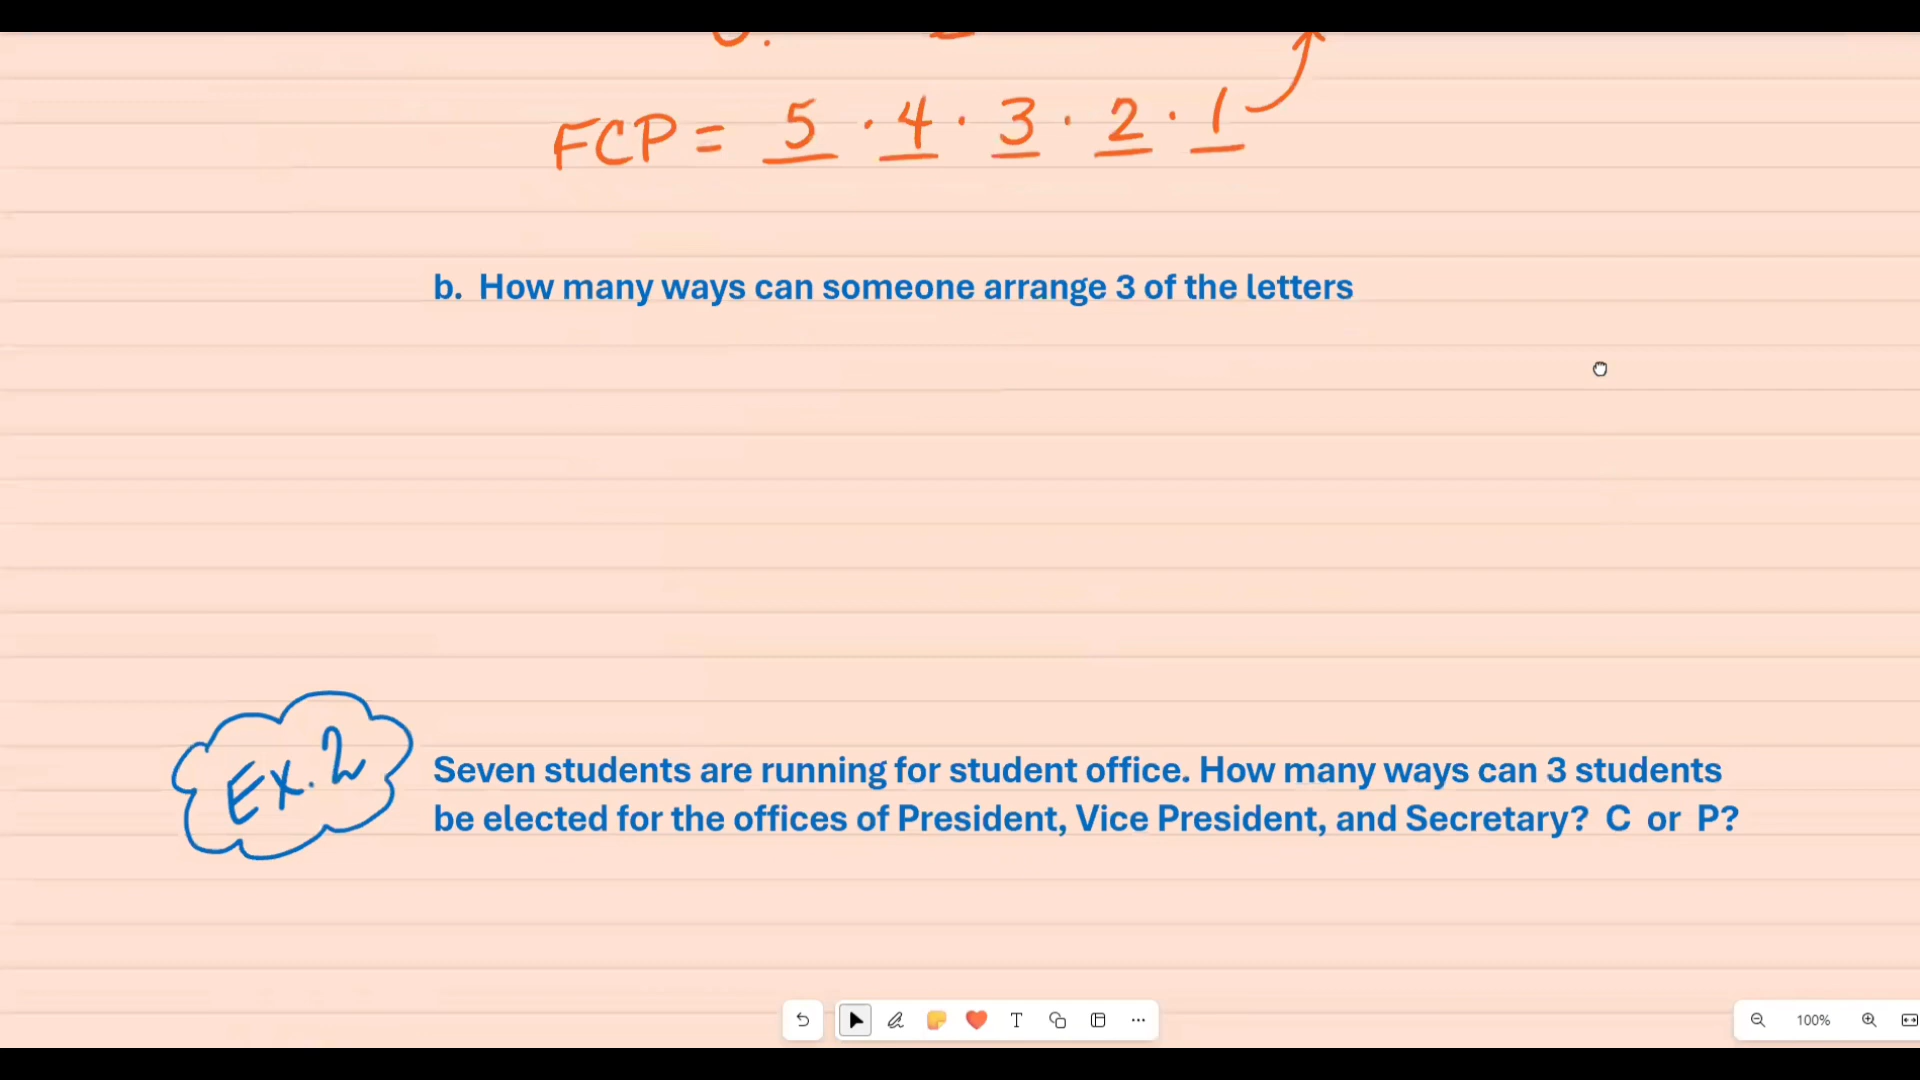 FCP = 5 · 4 · 3 · 2 · 1
b. How many ways can someone arrange 3 of the letters
Ex. 2
Seven students are running for student office. How many ways can 3 students
be elected for the offices of President, Vice President, and Secretary? C or P?
100%